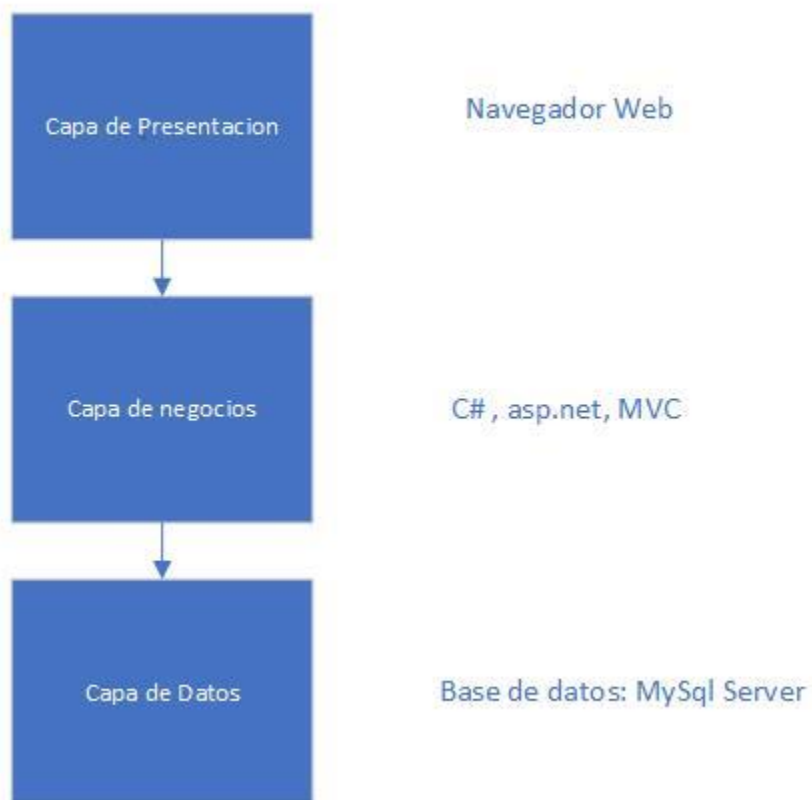 Capa de Presentacion
Navegador Web
Capa de negocios
C# , asp.net, MVC
Capa de Datos
Base de datos: MySql Server